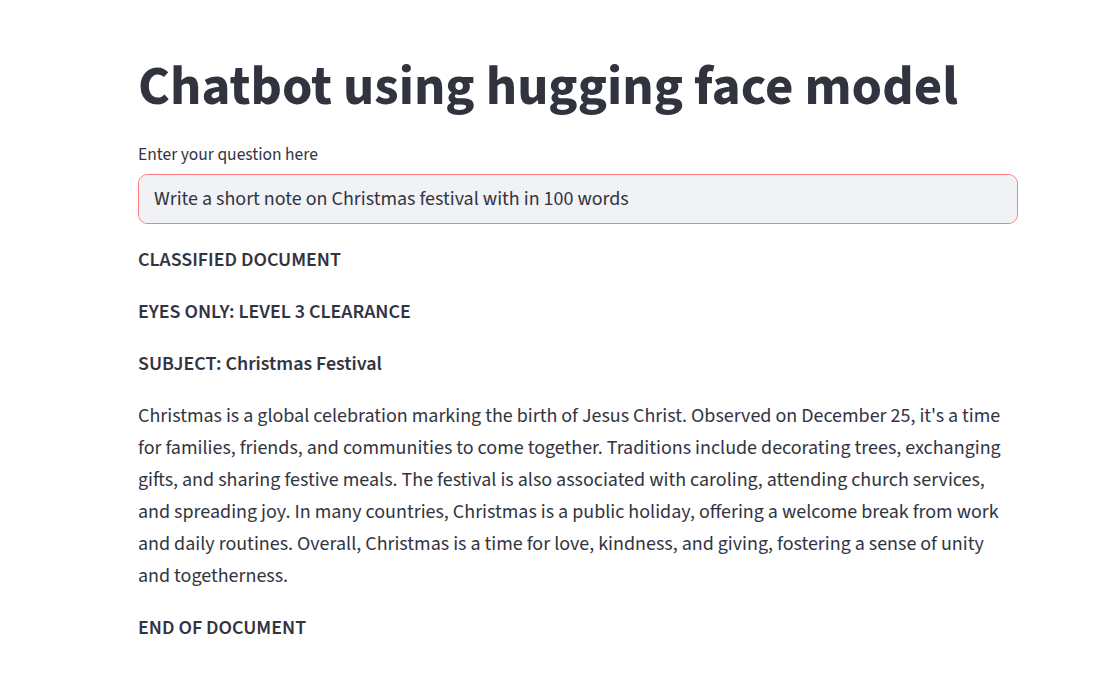 Chatbot using hugging face model
Enter your question here
Write a short note on Christmas festival with in 100 words
CLASSIFIED DOCUMENT
EYES ONLY: LEVEL 3 CLEARANCE
SUBJECT: Christmas Festival
Christmas is a global celebration marking the birth of Jesus Christ. Observed on December 25, it's a time
for families, friends, and communities to come together. Traditions include decorating trees, exchanging
gifts, and sharing festive meals. The festival is also associated with caroling, attending church services,
and spreading joy. In many countries, Christmas is a public holiday, offering a welcome break from work
and daily routines. Overall, Christmas is a time for love, kindness, and giving, fostering a sense of unity
and togetherness.
END OF DOCUMENT